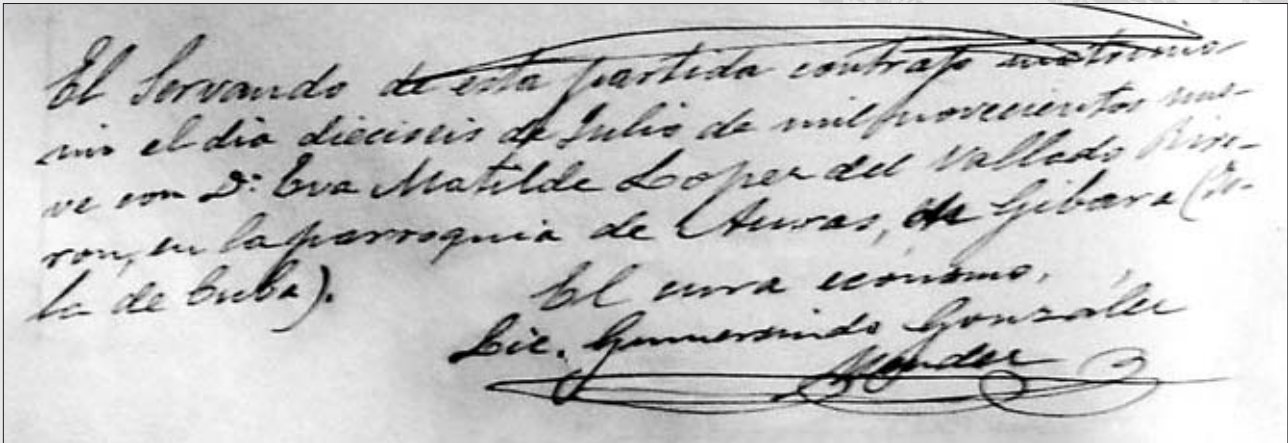 El Servando de esta partida contrajo matrimo-
nio el dia dieciseis de Julio de mil novecientos nue-
ve con D.ª Eva Matilde Lopez del Vallado Rive-
ron, en la parroquia de Auras, de Gibara (Is-
la de Cuba).
El cura ecónomo,
Lic. Gumersindo González
Mendez